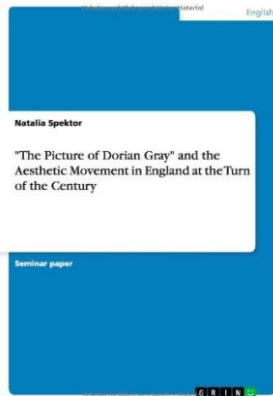 English
Natalia Spektor
"The Picture of Dorian Gray" and the
Aesthetic Movement in England at the Turn
of the Century
Seminar paper
GRIN